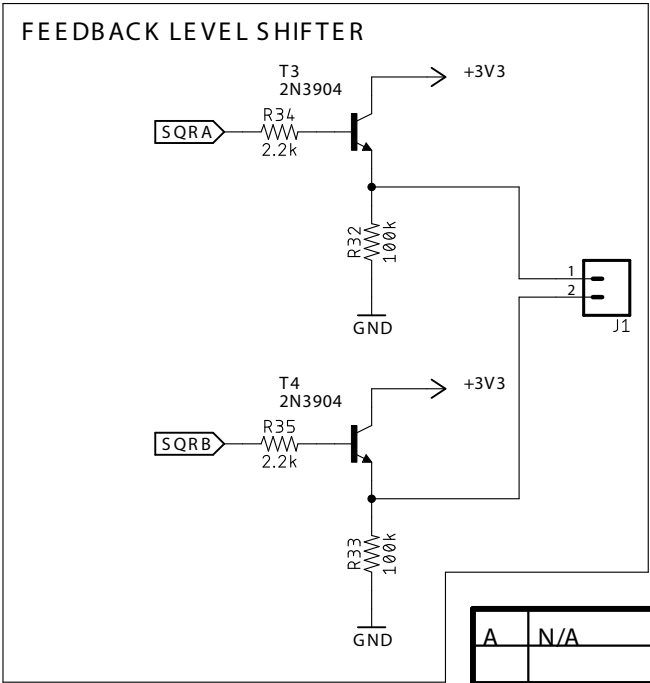 FEEDBACK LEVEL SHIFTER
T3
2N3904
+3V3
SQRA
R34
2.2k
R32
100k
GND
1
2
J1
T4
2N3904
+3V3
SQRB
R35
2.2k
R33
100k
GND
A N/A